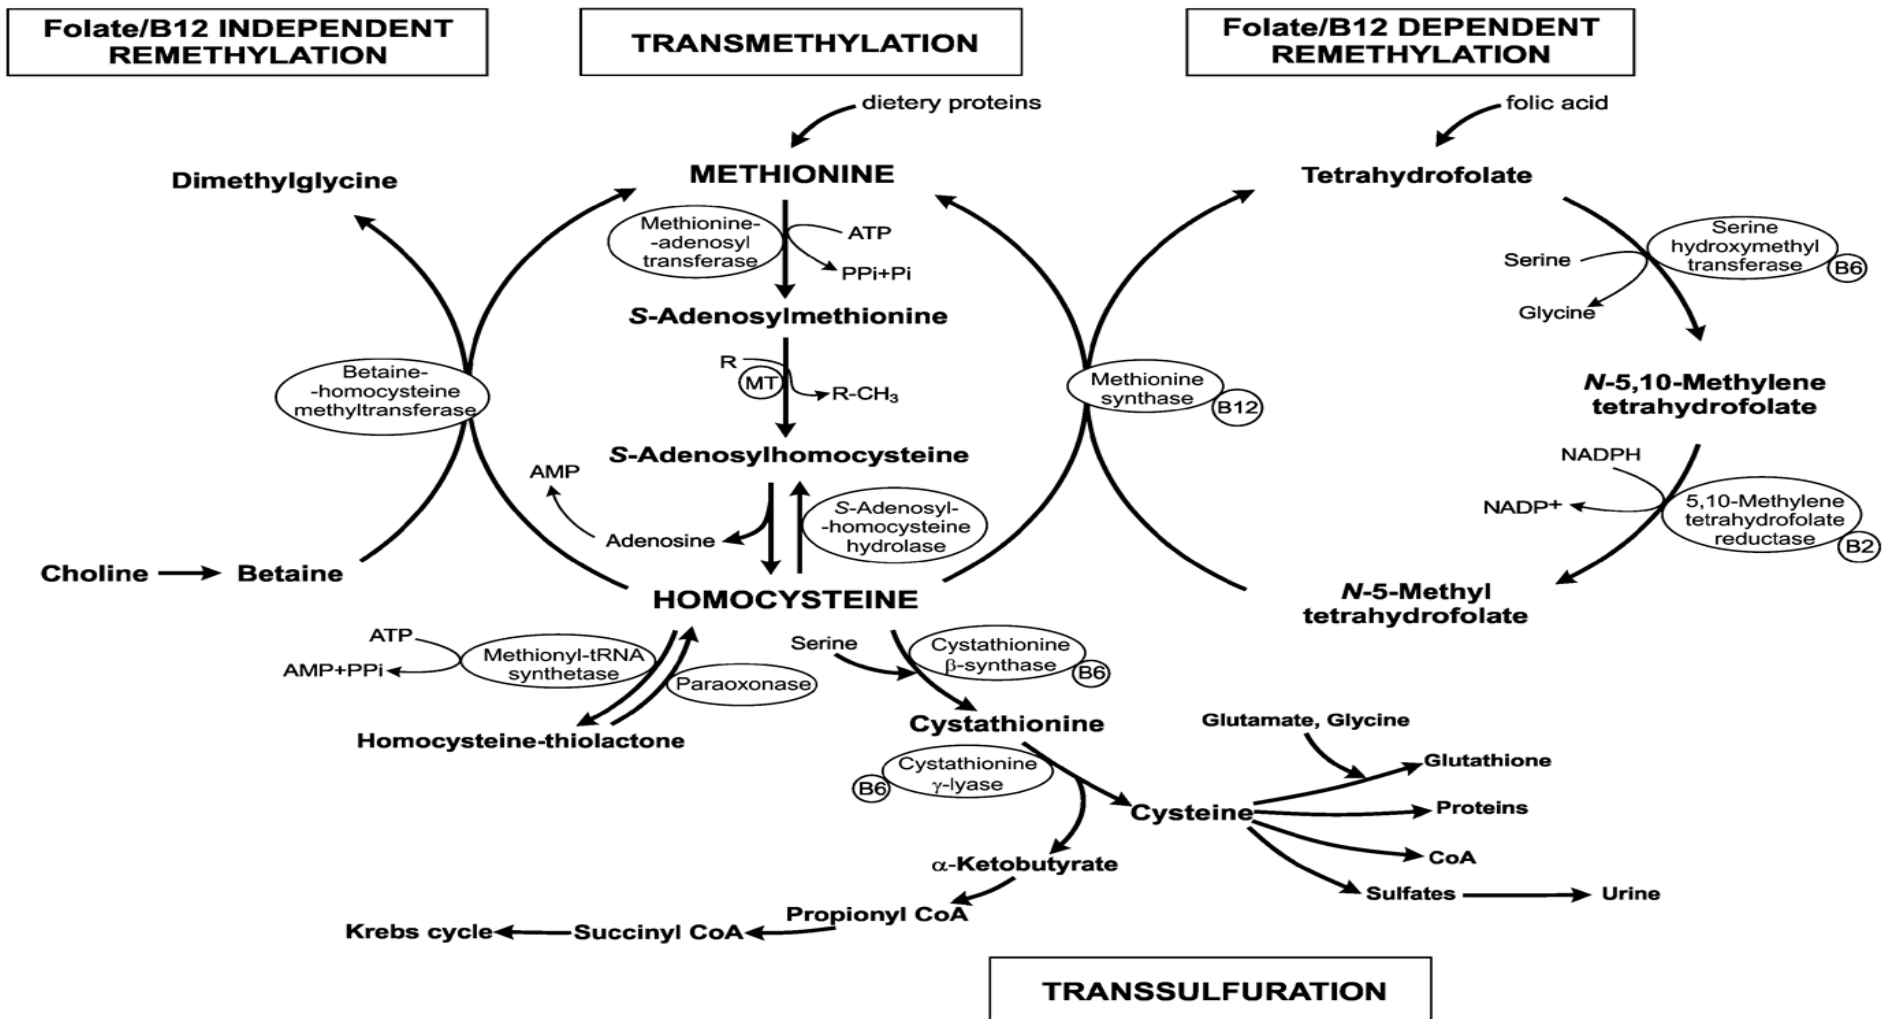 Folate/B12 INDEPENDENT
REMETHYLATION
TRANSMETHYLATION
Folate/B12 DEPENDENT
REMETHYLATION
dietery proteins
folic acid
Dimethylglycine
METHIONINE
Tetrahydrofolate
Methionine-
-adenosyl
transferase
ATP
PPi+Pi
Serine
hydroxymethyl
transferase
B6
Serine
Glycine
S-Adenosylmethionine
R
MT
R-CH3
Betaine-
-homocysteine
methyltransferase
Methionine
synthase
B12
N-5,10-Methylene
tetrahydrofolate
S-Adenosylhomocysteine
AMP
Adenosine
S-Adenosyl-
-homocysteine
hydrolase
NADPH
NADP+
5,10-Methylene
tetrahydrofolate
reductase
B2
Choline
Betaine
HOMOCYSTEINE
N-5-Methyl
tetrahydrofolate
ATP
AMP+PPi
Methionyl-tRNA
synthetase
Paraoxonase
Serine
Cystathionine
β-synthase
B6
Homocysteine-thiolactone
Cystathionine
Glutamate, Glycine
Cystathionine
γ-lyase
B6
Glutathione
Cysteine
Proteins
CoA
α-Ketobutyrate
Sulfates
Urine
Propionyl CoA
Succinyl CoA
Krebs cycle
TRANSSULFURATION